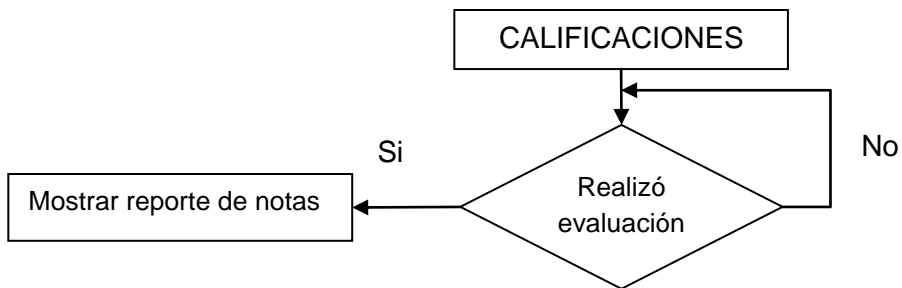 CALIFICACIONES
Si
No
Mostrar reporte de notas
Realizó
evaluación